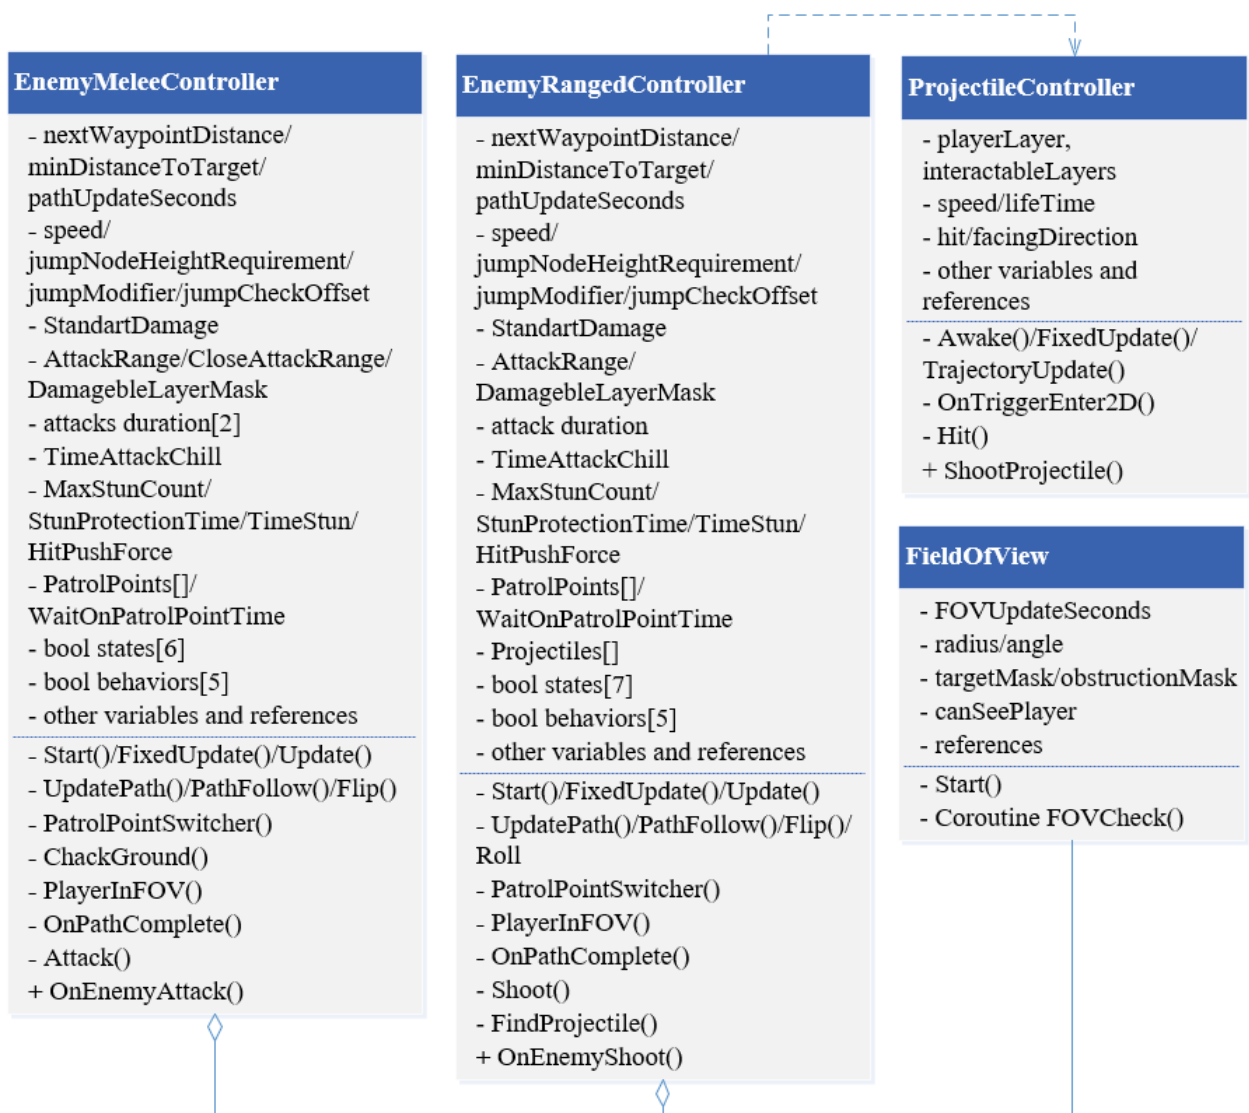 EnemyMeleeController
- nextWaypointDistance/
minDistanceToTarget/
pathUpdateSeconds
- speed/
jumpNodeHeightRequirement/
jumpModifier/jumpCheckOffset
- StandartDamage
- AttackRange/CloseAttackRange/
DamagebleLayerMask
- attacks duration[2]
- TimeAttackChill
- MaxStunCount/
StunProtectionTime/TimeStun/
HitPushForce
- PatrolPoints[]/
WaitOnPatrolPointTime
- bool states[6]
- bool behaviors[5]
- other variables and references
- Start()/FixedUpdate()/Update()
- UpdatePath()/PathFollow()/Flip()
- PatrolPointSwitcher()
- ChackGround()
- PlayerInFOV()
- OnPathComplete()
- Attack()
+ OnEnemyAttack()
EnemyRangedController
- nextWaypointDistance/
minDistanceToTarget/
pathUpdateSeconds
- speed/
jumpNodeHeightRequirement/
jumpModifier/jumpCheckOffset
- StandartDamage
- AttackRange/
DamagebleLayerMask
- attack duration
- TimeAttackChill
- MaxStunCount/
StunProtectionTime/TimeStun/
HitPushForce
- PatrolPoints[]/
WaitOnPatrolPointTime
- Projectiles[]
- bool states[7]
- bool behaviors[5]
- other variables and references
- Start()/FixedUpdate()/Update()
- UpdatePath()/PathFollow()/Flip()/
Roll
- PatrolPointSwitcher()
- PlayerInFOV()
- OnPathComplete()
- Shoot()
- FindProjectile()
+ OnEnemyShoot()
ProjectileController
- playerLayer,
interactableLayers
- speed/lifeTime
- hit/facingDirection
- other variables and
references
- Awake()/FixedUpdate()/
TrajectoryUpdate()
- OnTriggerEnter2D()
- Hit()
+ ShootProjectile()
FieldOfView
- FOVUpdateSeconds
- radius/angle
- targetMask/obstructionMask
- canSeePlayer
- references
- Start()
- Coroutine FOVCheck()